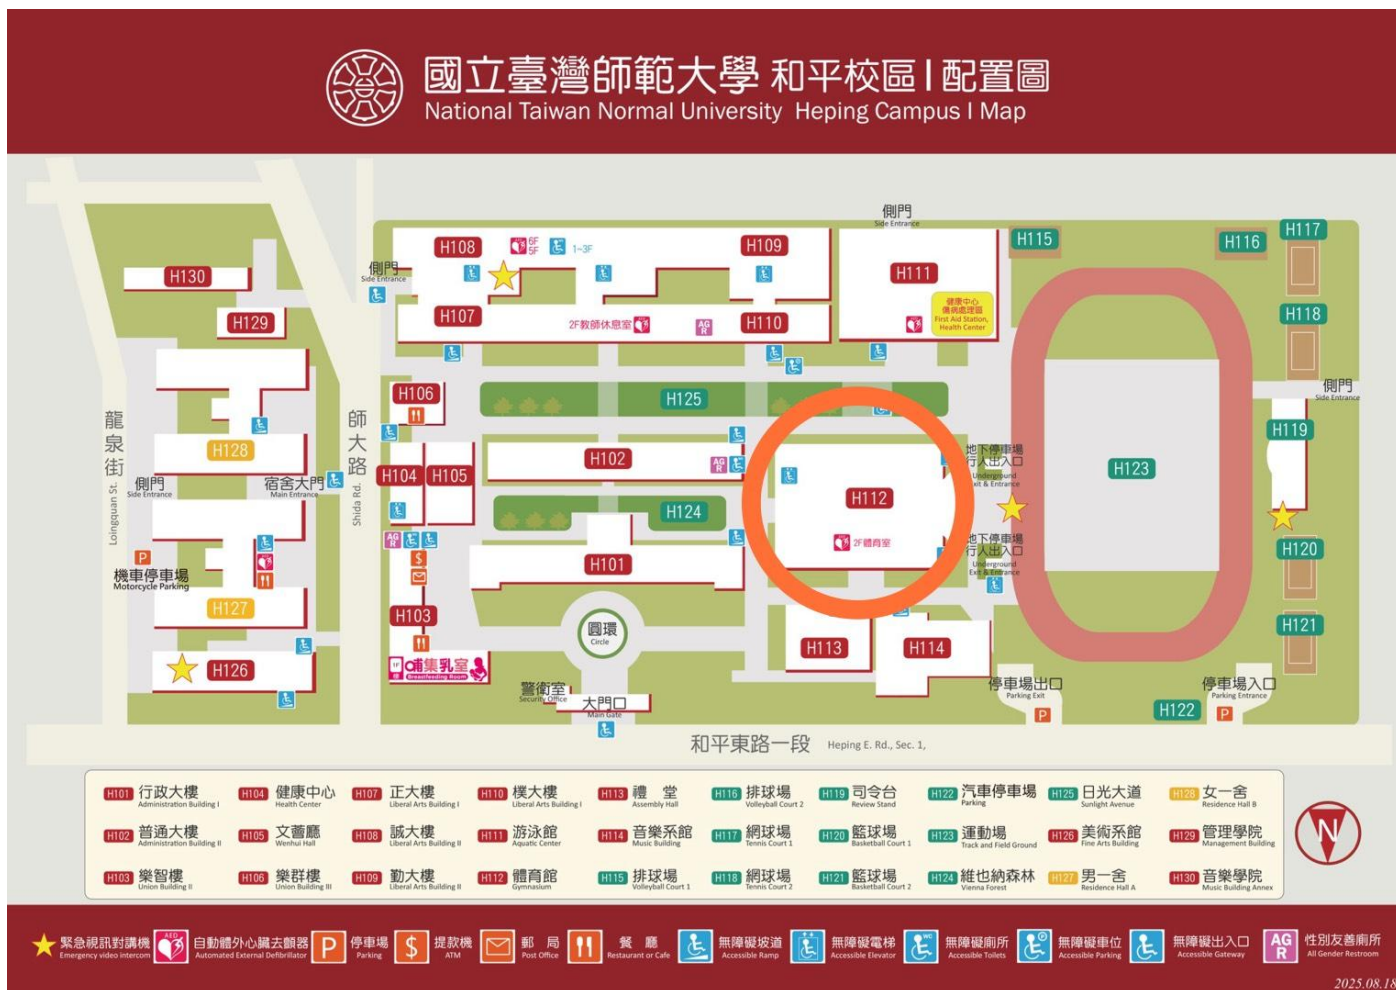 國立臺灣師範大學 和平校區 I 配置圖
National Taiwan Normal University Heping Campus I Map
側門
Side Entrance
H117
H115
H116
H108
6F
5F
1~3F
H109
側門
Side Entrance
H111
H130
健康中心
傷病處理區
First Aid Station,
Health Center
H118
H129
H107
2F教師休息室
AG
R
H110
側門
Side Entrance
H106
H125
龍泉街
Loingquan St.
師大路
Shida Rd.
H128
H119
H104
H105
H102
AG
R
地下停車場
行人出入口
Underground
Exit & Entrance
H123
側門
Side Entrance
宿舍大門
Main Entrance
H112
H124
2F體育室
地下停車場
行人出入口
Underground
Exit & Entrance
AG
R
$
P
機車停車場
Motorcycle Parking
H101
H120
H127
H103
圓環
Circle
H121
H113
H114
H126
1F
哺集乳室
Breastfeeding Room
警衛室
Security Office
大門口
Main Gate
停車場出口
Parking Exit
P
停車場入口
Parking Entrance
P
H122
和平東路一段 Heping E. Rd., Sec. 1,
H101 行政大樓 H104 健康中心 H107 正大樓 H110 樸大樓 H113 禮 堂 H116 排球場 H119 司令台 H122 汽車停車場 H125 日光大道 H128 女一舍
Administration Building I Health Center Liberal Arts Building I Liberal Arts Building I Assembly Hall Volleyball Court 2 Review Stand Parking Sunlight Avenue Residence Hall B
H102 普通大樓 H105 文薈廳 H108 誠大樓 H111 游泳館 H114 音樂系館 H117 網球場 H120 籃球場 H123 運動場 H126 美術系館 H129 管理學院
Administration Building II Wenhui Hall Liberal Arts Building II Aquatic Center Music Building Tennis Court 1 Basketball Court 1 Track and Field Ground Fine Arts Building Management Building
H103 樂智樓 H106 樂群樓 H109 勤大樓 H112 體育館 H115 排球場 H118 網球場 H121 籃球場 H124 維也納森林 H127 男一舍 H130 音樂學院
Union Building II Union Building III Liberal Arts Building II Gymnasium Volleyball Court 1 Tennis Court 2 Basketball Court 2 Vienna Forest Residence Hall A Music Building Annex
N
緊急視訊對講機 AED 自動體外心臟去顫器 P 停車場 $ 提款機 郵 局 餐 廳 無障礙坡道 無障礙電梯 WC 無障礙廁所 P 無障礙車位 無障礙出入口 AG R 性別友善廁所
Emergency video intercom Automated External Defibrillator Parking ATM Post Office Restaurant or Cafe Accessible Ramp Accessible Elevator Accessible Toilets Accessible Parking Accessible Gateway All Gender Restroom
2025.08.18